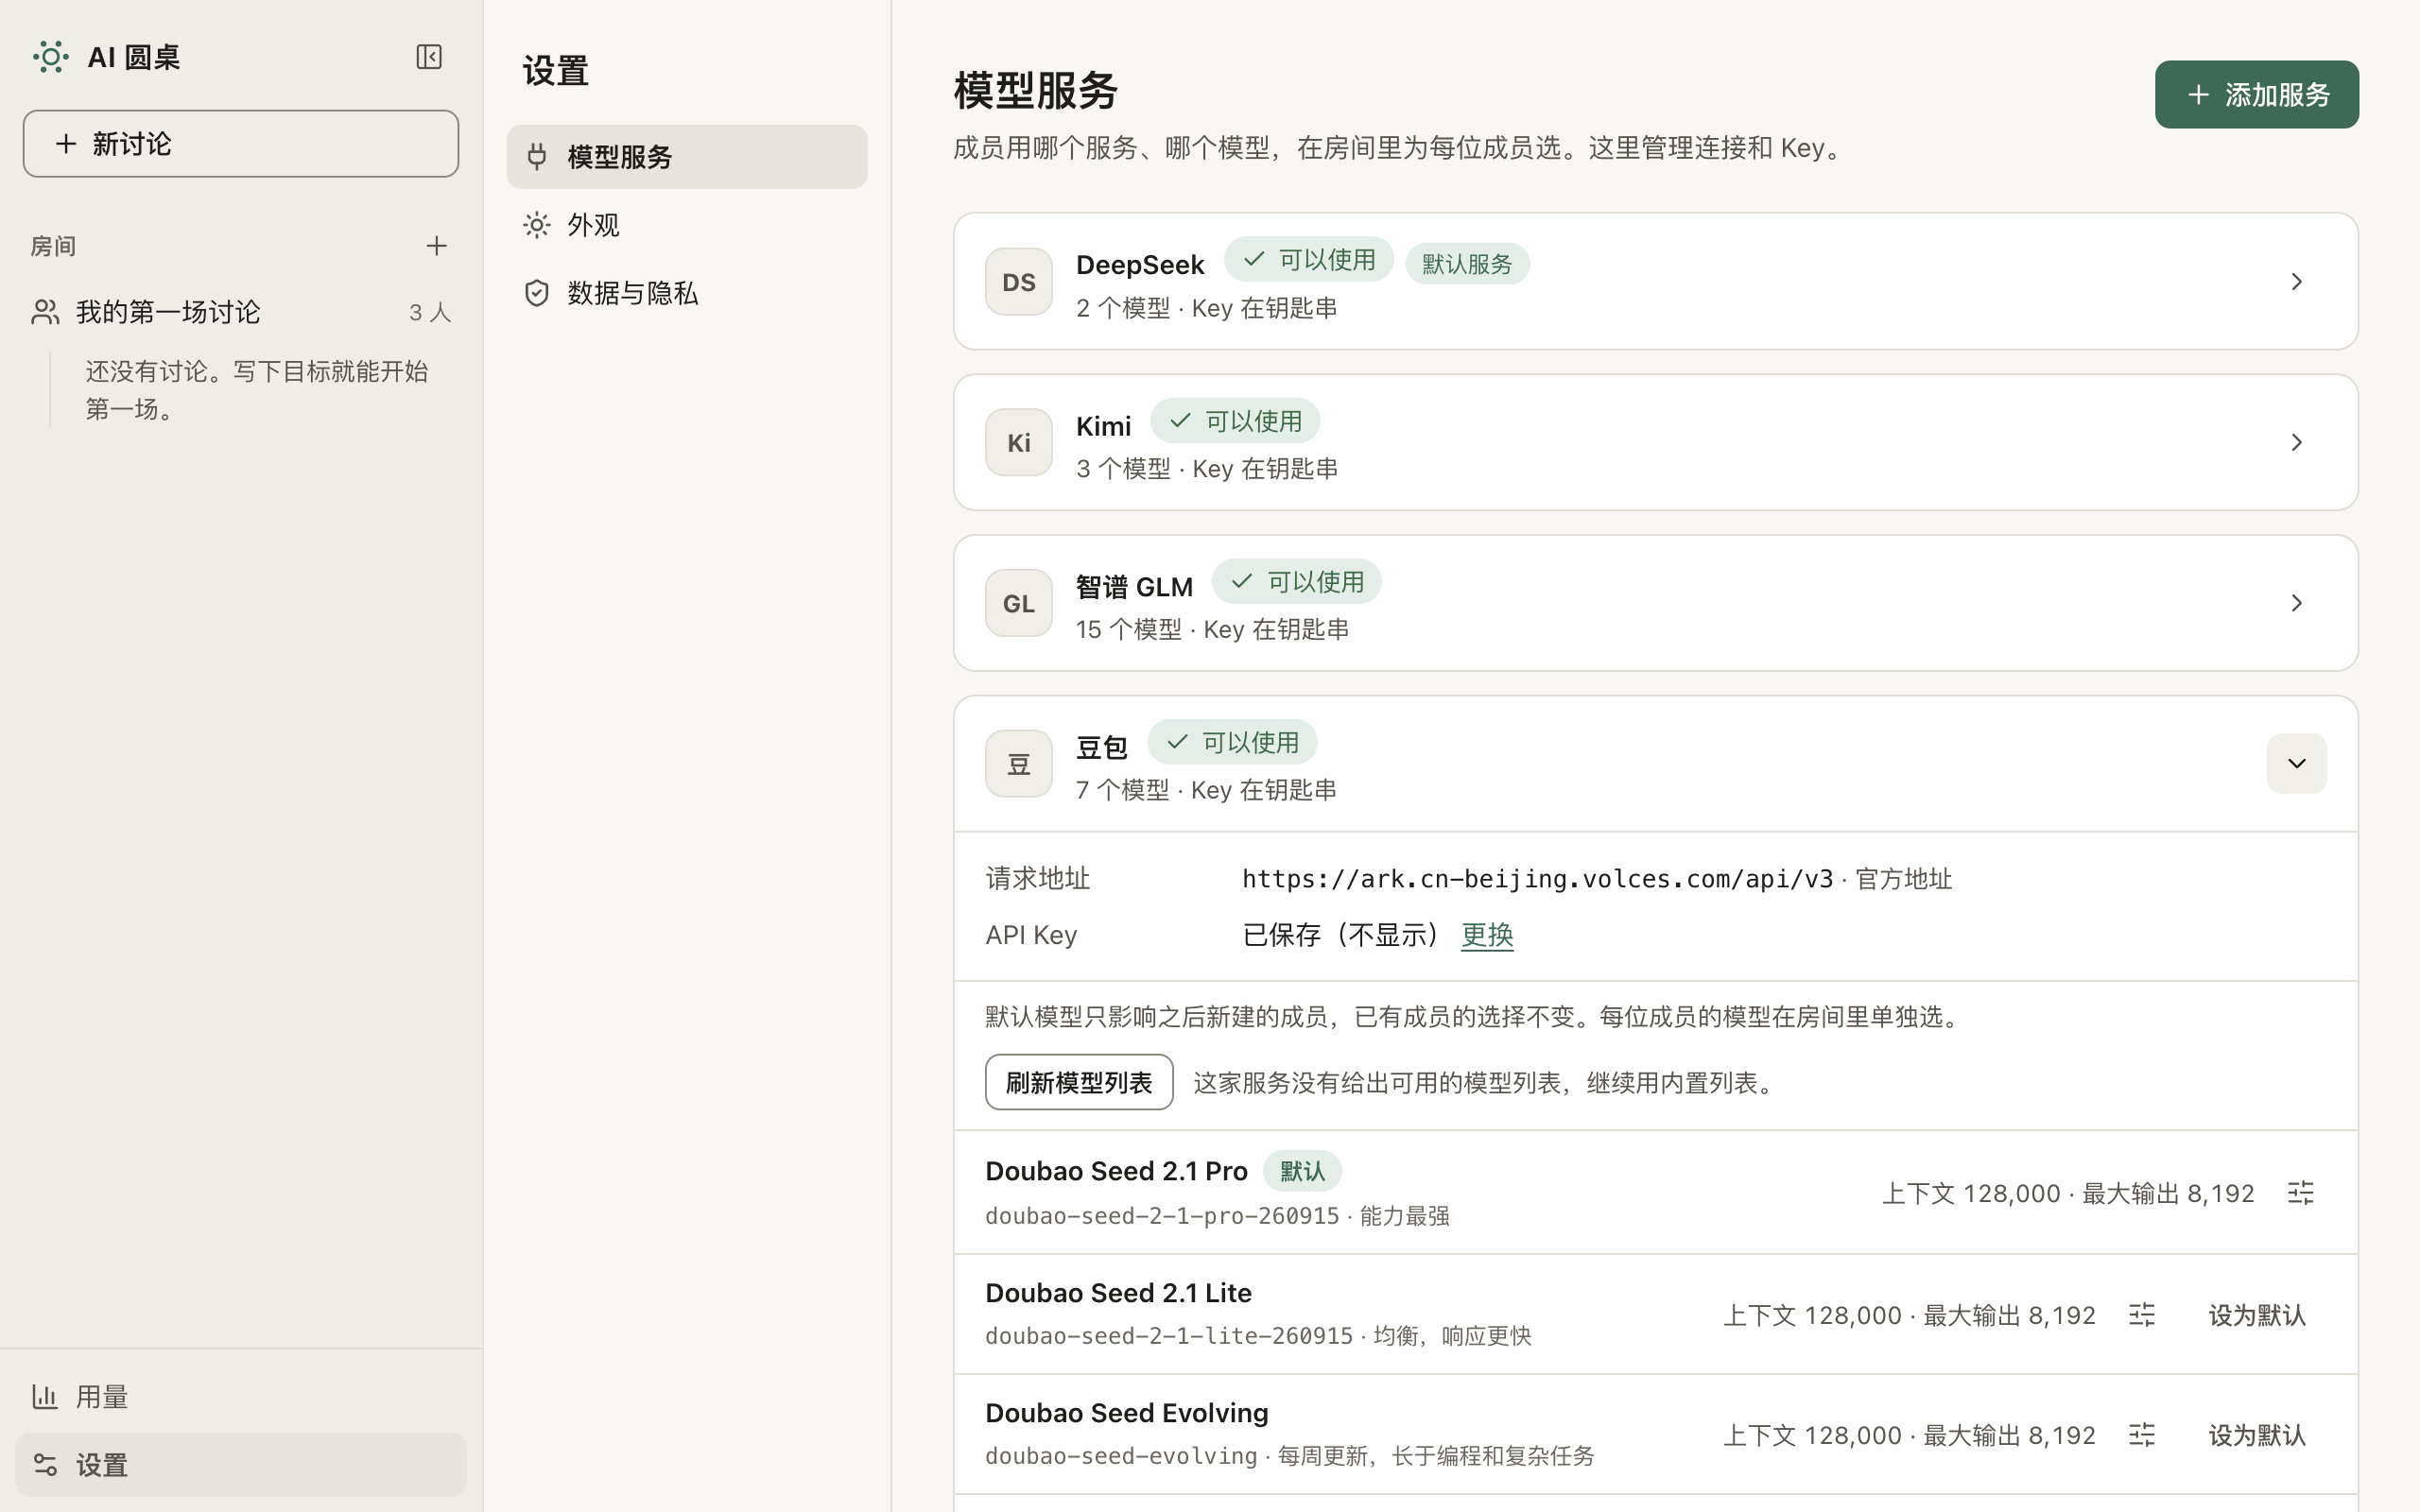 AI 圆桌
新讨论
房间
我的第一场讨论 3 人
还没有讨论。写下目标就能开始
第一场。
用量
设置
设置
模型服务
外观
数据与隐私
模型服务
添加服务
成员用哪个服务、哪个模型，在房间里为每位成员选。这里管理连接和 Key。
DS
DeepSeek 可以使用 默认服务
2 个模型 · Key 在钥匙串
Ki
Kimi 可以使用
3 个模型 · Key 在钥匙串
GL
智谱 GLM 可以使用
15 个模型 · Key 在钥匙串
豆
豆包 可以使用
7 个模型 · Key 在钥匙串
请求地址 https://ark.cn-beijing.volces.com/api/v3 · 官方地址
API Key 已保存（不显示） 更换
默认模型只影响之后新建的成员，已有成员的选择不变。每位成员的模型在房间里单独选。
刷新模型列表 这家服务没有给出可用的模型列表，继续用内置列表。
Doubao Seed 2.1 Pro 默认
doubao-seed-2-1-pro-260915 · 能力最强
上下文 128,000 · 最大输出 8,192
Doubao Seed 2.1 Lite
doubao-seed-2-1-lite-260915 · 均衡，响应更快
上下文 128,000 · 最大输出 8,192 设为默认
Doubao Seed Evolving
doubao-seed-evolving · 每周更新，长于编程和复杂任务
上下文 128,000 · 最大输出 8,192 设为默认